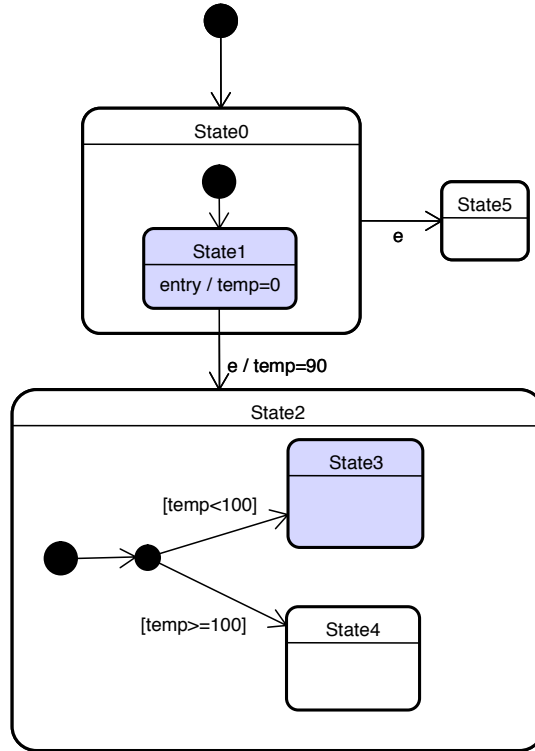 State0
State5
e
State1
entry / temp=0
e / temp=90
State2
State3
[temp<100]
[temp>=100]
State4